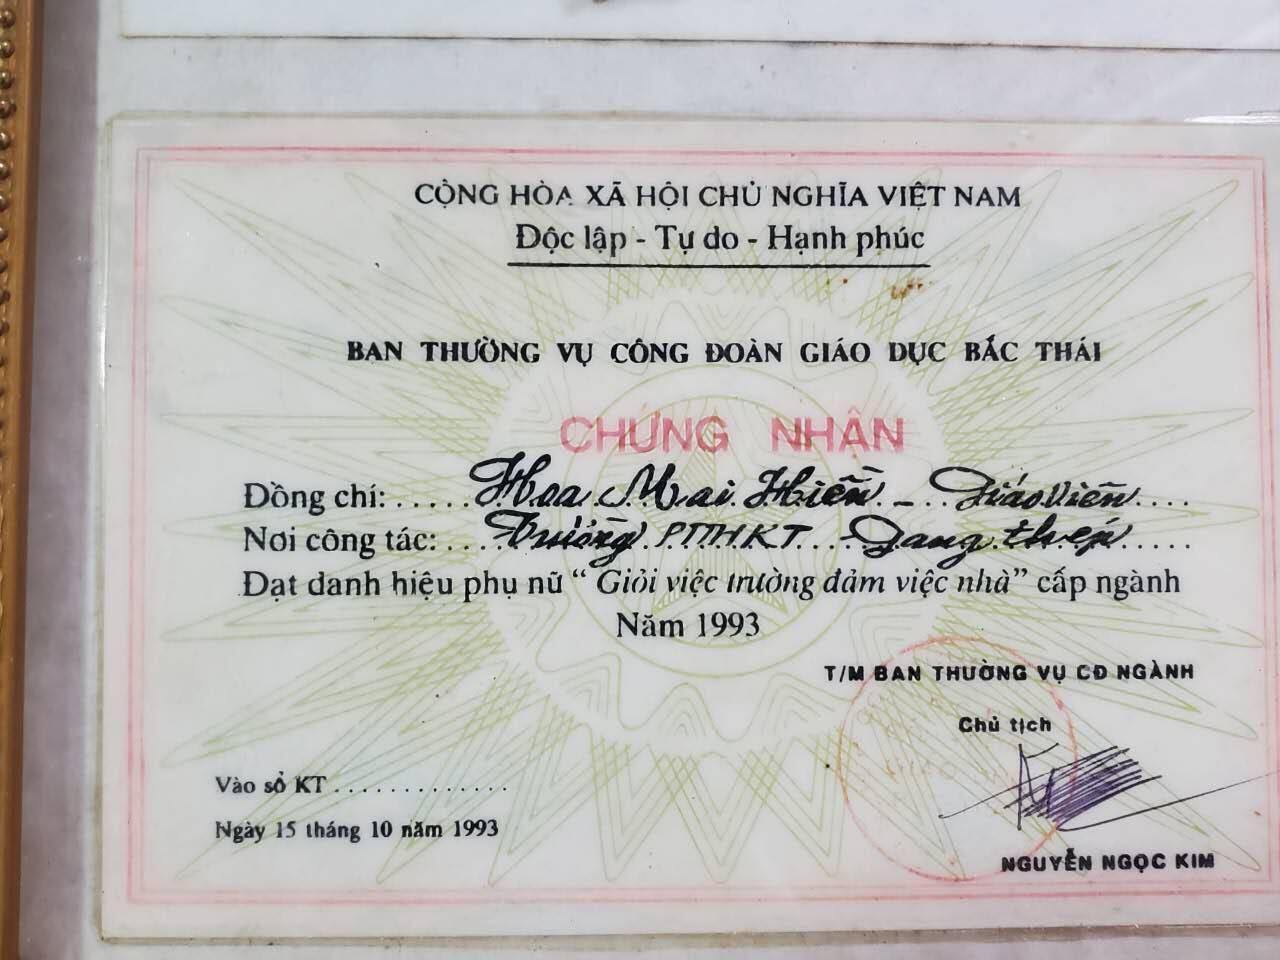 CỘNG HÒA XÃ HỘI CHỦ NGHĨA VIỆT NAM
Độc lập - Tự do - Hạnh phúc
BAN THƯỜNG VỤ CÔNG ĐOÀN GIÁO DỤC BẮC THÁI
CHỨNG NHẬN
Đồng chí: Hoa Mai Hiền - Giáo viên
Nơi công tác: Trường PTTHKT Gang thép
Đạt danh hiệu phụ nữ “Giỏi việc trường đảm việc nhà” cấp ngành
Năm 1993
T/M BAN THƯỜNG VỤ CĐ NGÀNH
Chủ tịch
Vào sổ KT.............
Ngày 15 tháng 10 năm 1993
NGUYỄN NGỌC KIM